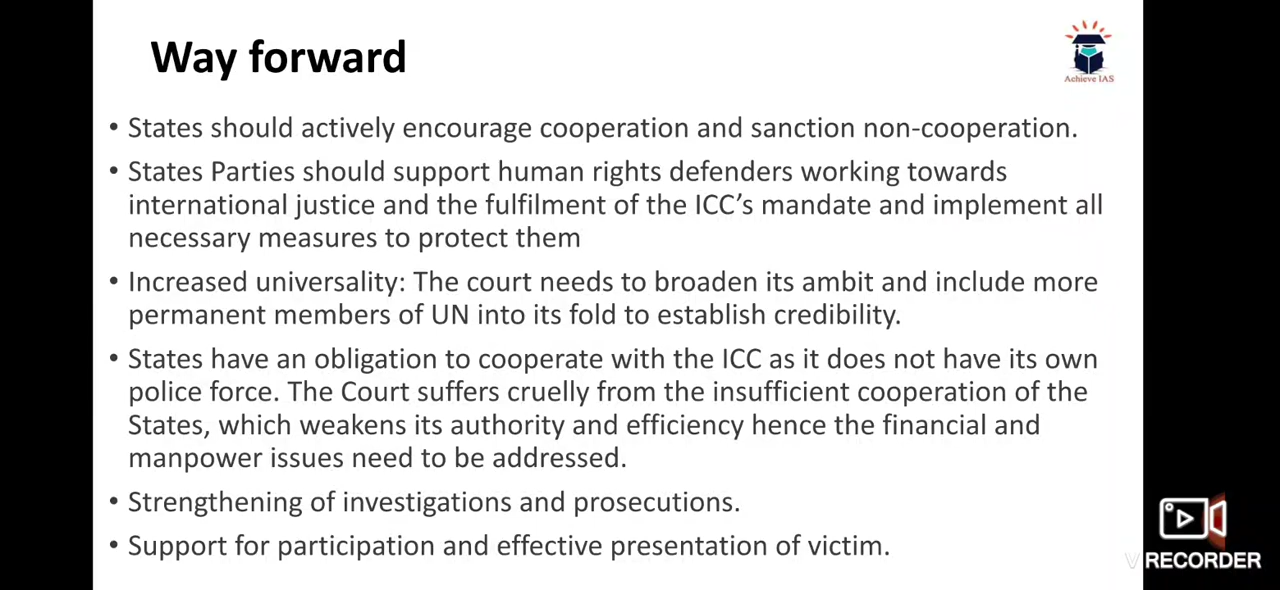 Way forward
Achieve IAS
• States should actively encourage cooperation and sanction non-cooperation.
• States Parties should support human rights defenders working towards
international justice and the fulfilment of the ICC’s mandate and implement all
necessary measures to protect them
• Increased universality: The court needs to broaden its ambit and include more
permanent members of UN into its fold to establish credibility.
• States have an obligation to cooperate with the ICC as it does not have its own
police force. The Court suffers cruelly from the insufficient cooperation of the
States, which weakens its authority and efficiency hence the financial and
manpower issues need to be addressed.
• Strengthening of investigations and prosecutions.
• Support for participation and effective presentation of victim.
V RECORDER